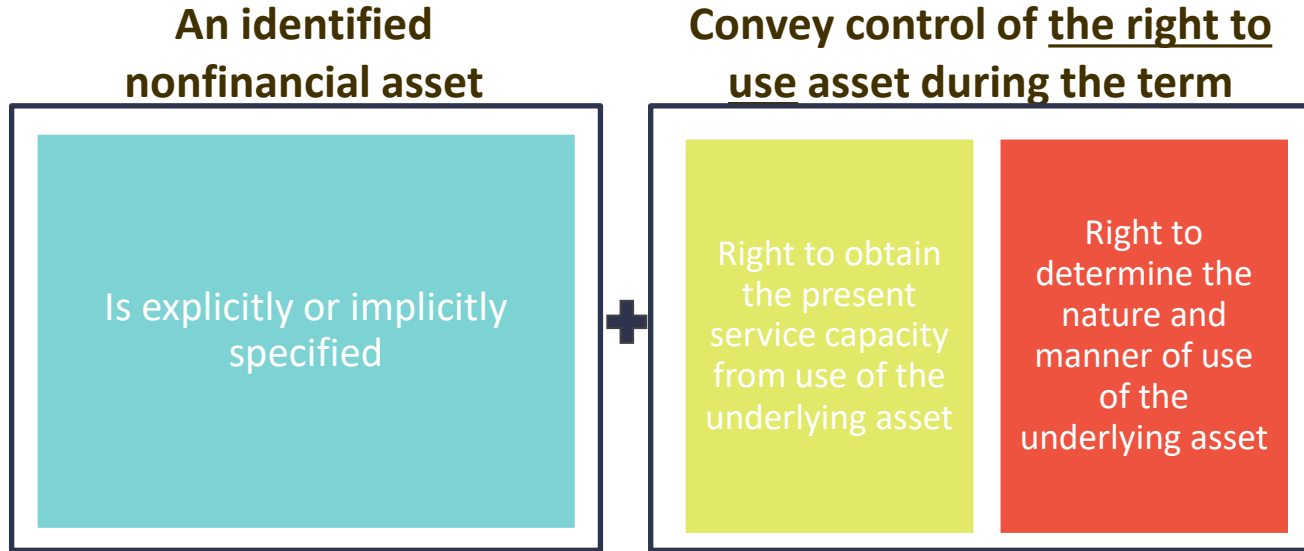 An identified
nonfinancial asset
Convey control of the right to
use asset during the term
Is explicitly or implicitly
specified
Right to obtain
the present
service capacity
from use of the
underlying asset
Right to
determine the
nature and
manner of use
of the
underlying asset